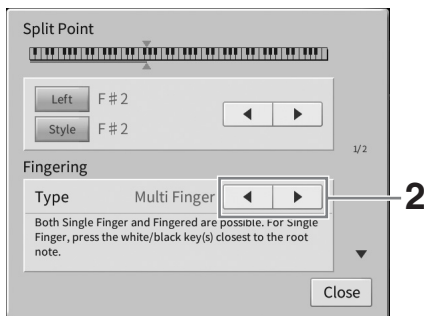 Split Point
Left F♯2
Style F♯2
1/2
Fingering
Type Multi Finger
2
Both Single Finger and Fingered are possible. For Single
Finger, press the white/black key(s) closest to the root
note.
Close